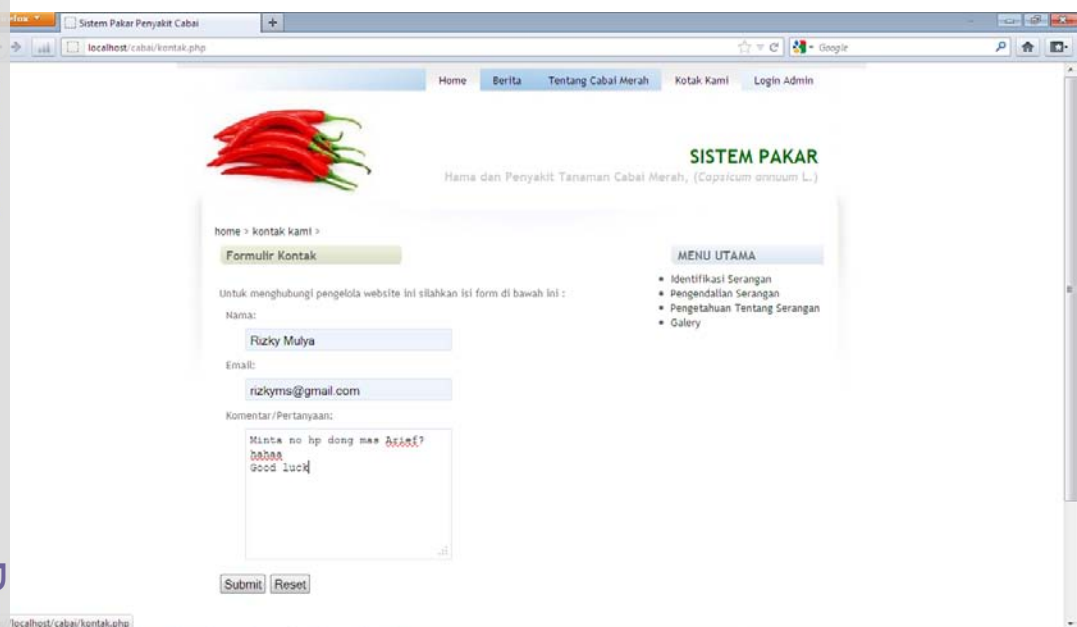 Sistem Pakar Penyakit Cabai
localhost/cabai/kontak.php
Google
Home Berita Tentang Cabai Merah Kotak Kami Login Admin
SISTEM PAKAR
Hama dan Penyakit Tanaman Cabai Merah, (Capsicum annuum L.)
home > kontak kami >
Formulir Kontak
MENU UTAMA
Untuk menghubungi pengelola website ini silahkan isi form di bawah ini :
• Identifikasi Serangan
• Pengendalian Serangan
• Pengetahuan Tentang Serangan
• Galery
Nama:
Rizky Mulya
Email:
rizkyms@gmail.com
Komentar/Pertanyaan:
Minta no hp dong mas Arief?
hahaa
Good luck
Submit Reset
/localhost/cabai/kontak.php